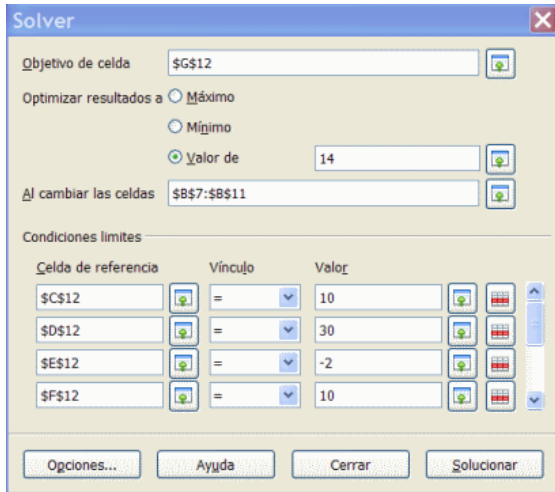 Solver
Objetivo de celda $G$12
Optimizar resultados a Máximo
Mínimo
Valor de 14
Al cambiar las celdas $B$7:$B$11
Condiciones limites
Celda de referencia Vínculo Valor
$C$12 = 10
$D$12 = 30
$E$12 = -2
$F$12 = 10
Opciones... Ayuda Cerrar Solucionar